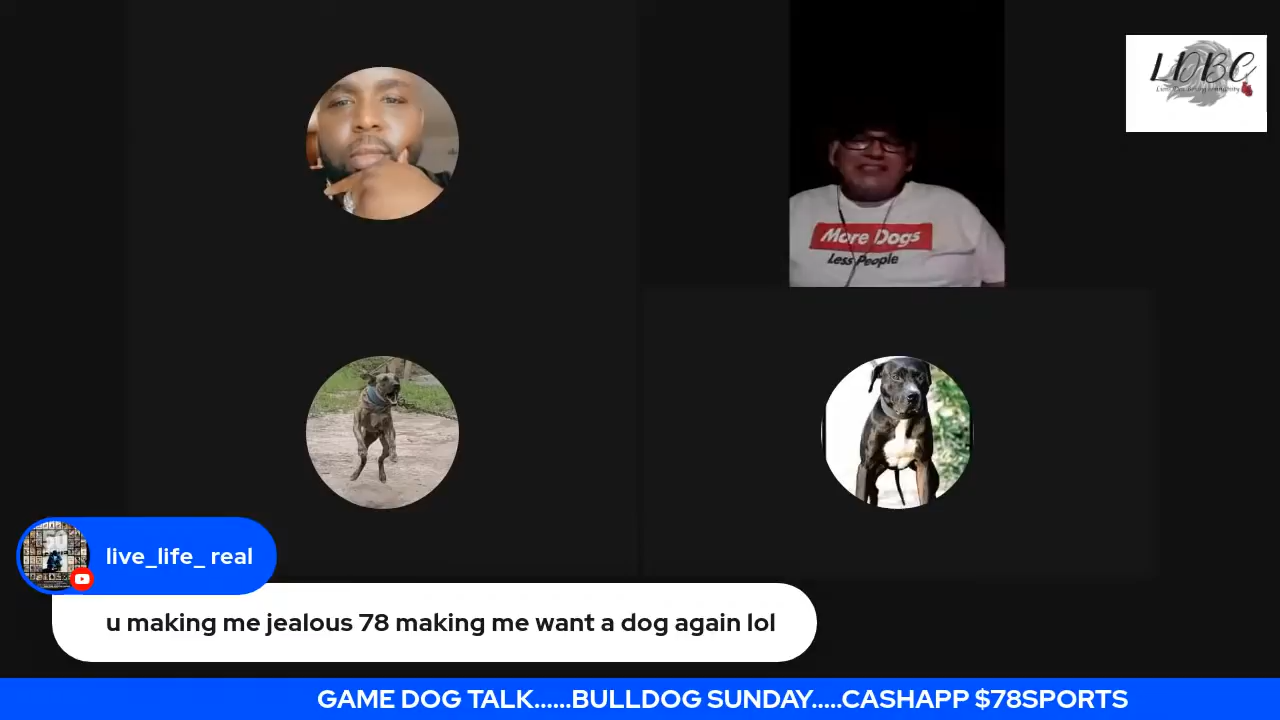 LDBC
More Dogs
Less People
live_life_ real
u making me jealous 78 making me want a dog again lol
GAME DOG TALK......BULLDOG SUNDAY.....CASHAPP $78SPORTS